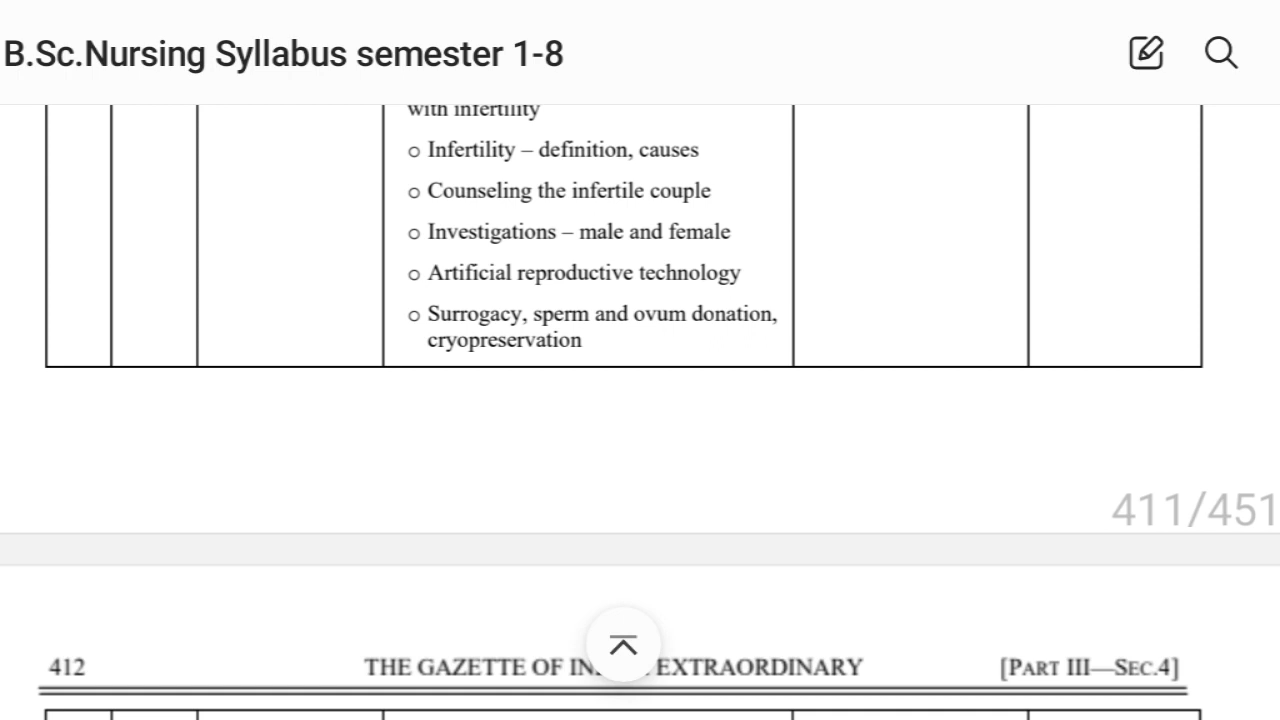 B.Sc.Nursing Syllabus semester 1-8
with infertility
o Infertility – definition, causes
o Counseling the infertile couple
o Investigations – male and female
o Artificial reproductive technology
o Surrogacy, sperm and ovum donation,
cryopreservation
411/451
412 THE GAZETTE OF IN EXTRAORDINARY [PART III—SEC.4]